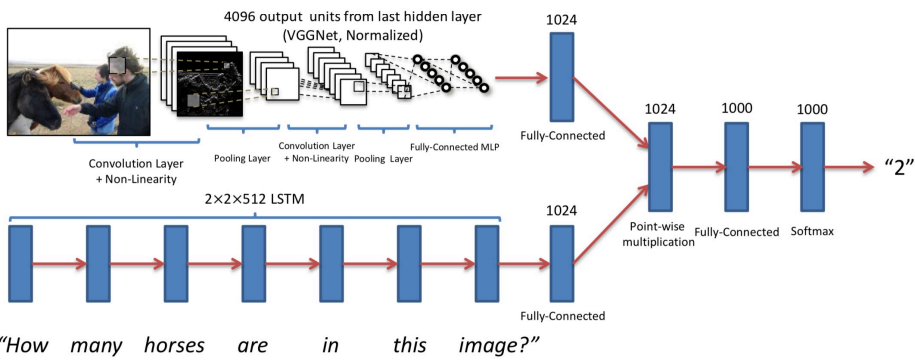 4096 output units from last hidden layer
(VGGNet, Normalized)
1024
Convolution Layer
+ Non-Linearity
Pooling Layer
Convolution Layer
+ Non-Linearity
Pooling Layer
Fully-Connected MLP
Fully-Connected
1024
1000
1000
“2”
Point-wise
multiplication
Fully-Connected
Softmax
2×2×512 LSTM
1024
Fully-Connected
“How many horses are in this image?”